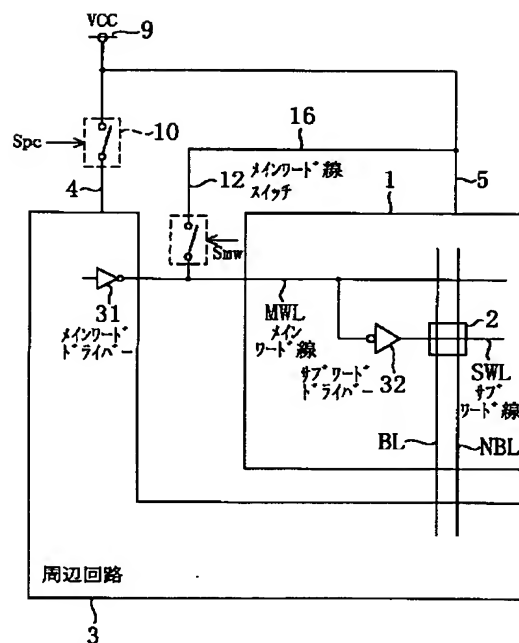 VCC
9
Spc
10
16
4
12
メインワード線
スイッチ
1
5
Smw
31
メインワード
ドライバー
MWL
メイン
ワード線
サブワード
ドライバー
32
2
SWL
サブ
ワード線
BL
NBL
周辺回路
3